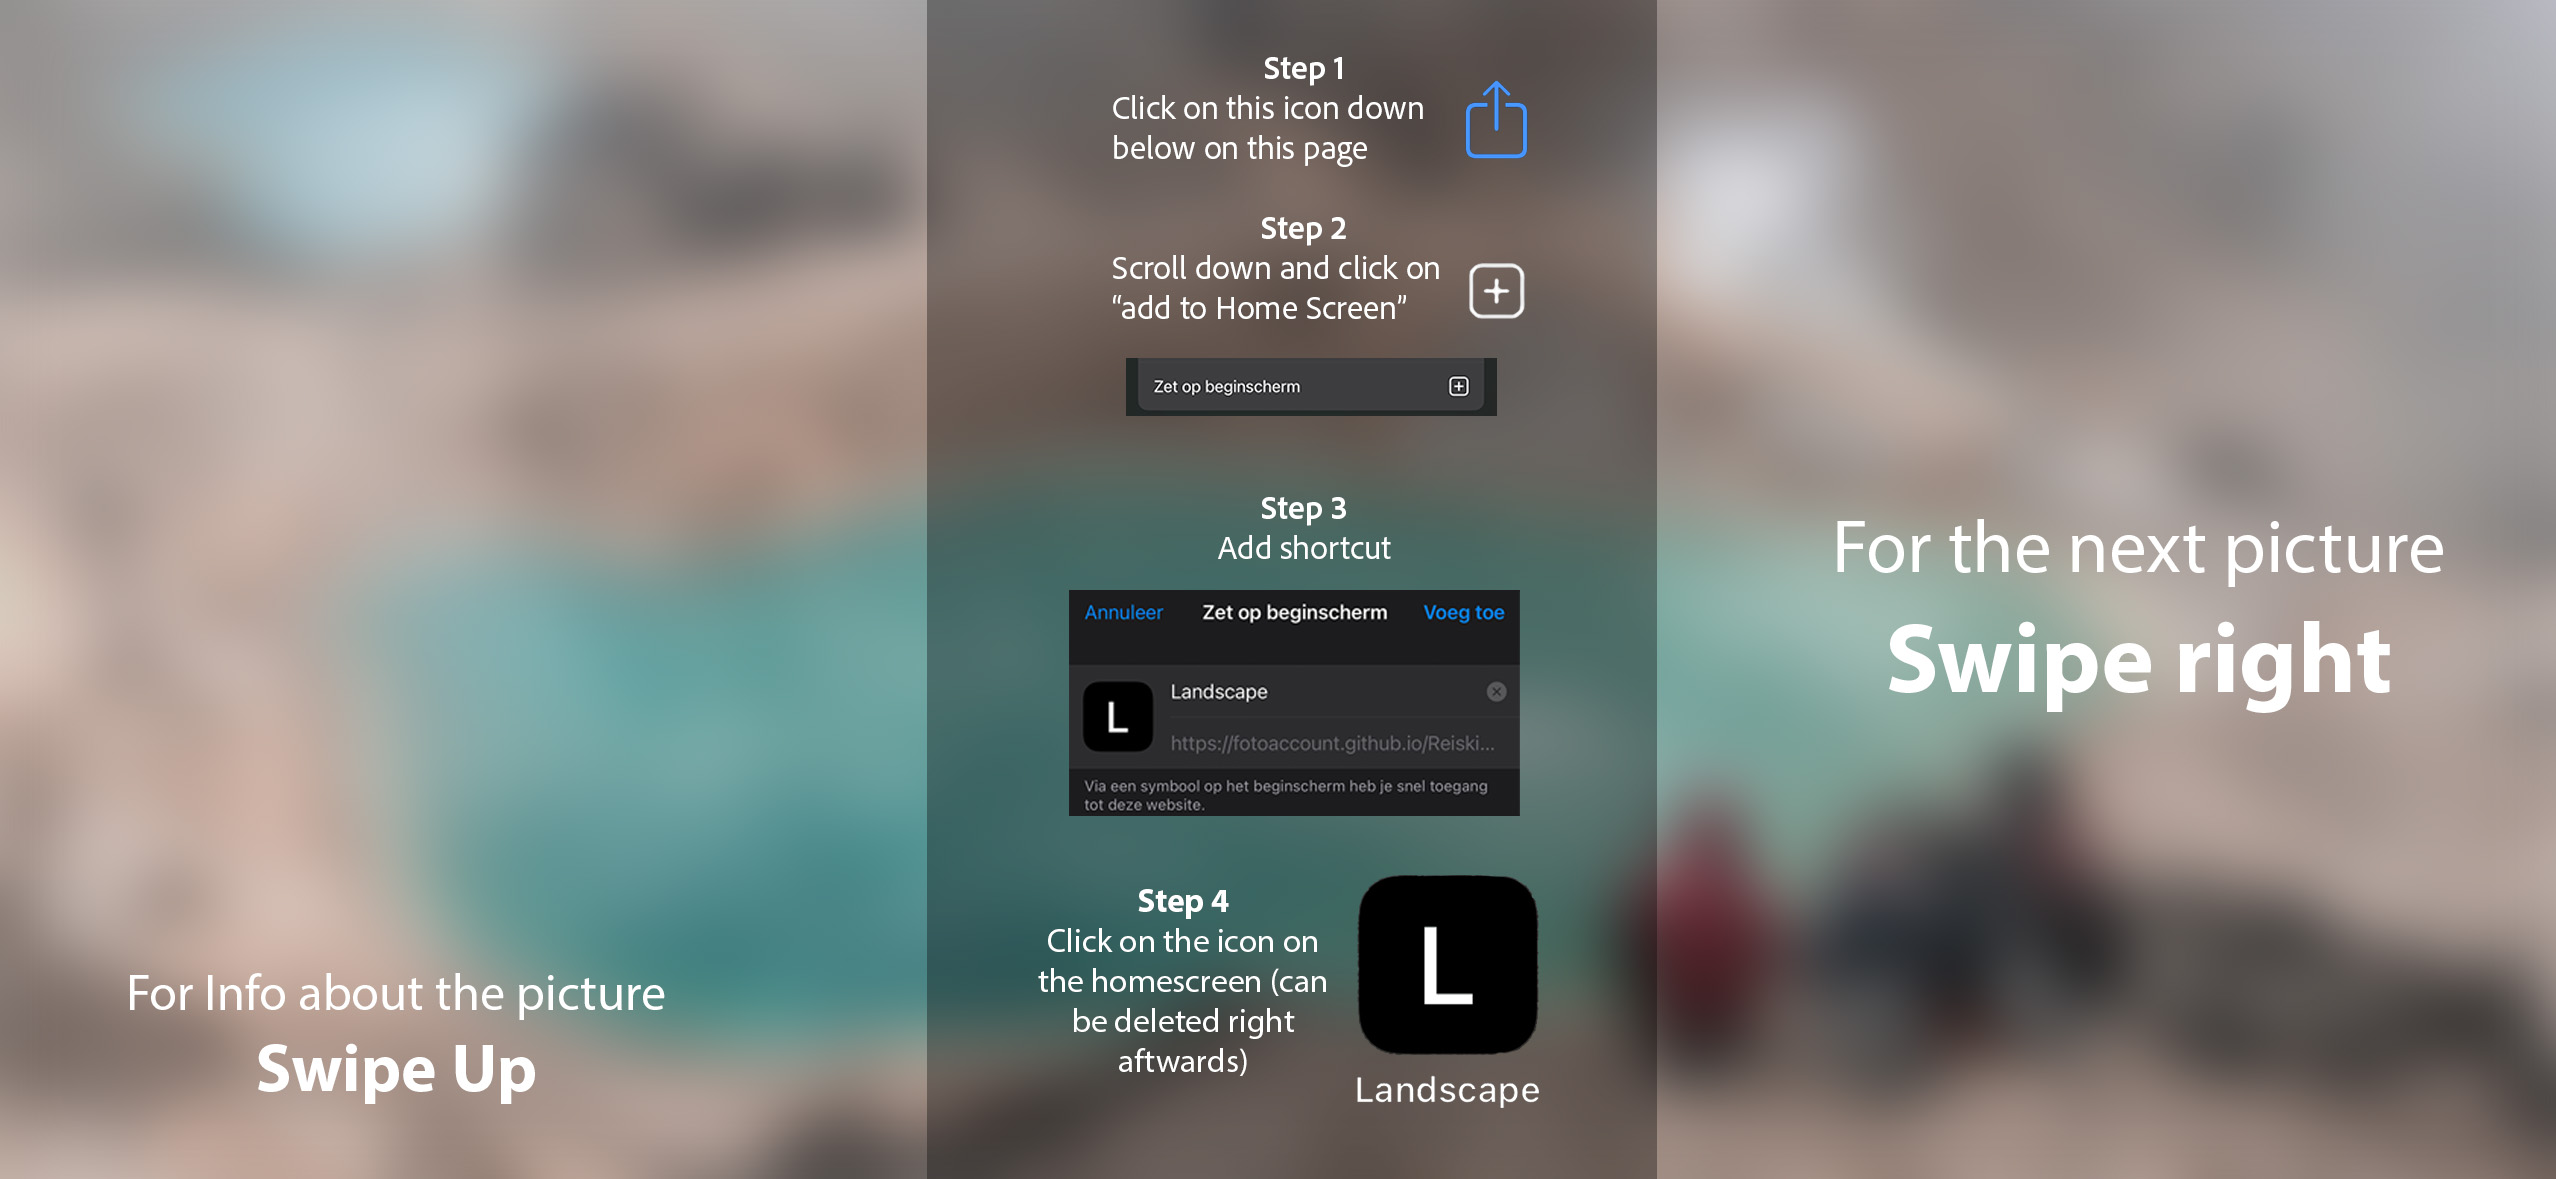 Step 1
Click on this icon down
below on this page
Step 2
Scroll down and click on
“add to Home Screen”
Zet op beginscherm
Step 3
Add shortcut
Annuleer Zet op beginscherm Voeg toe
L
Landscape
https://fotoaccount.github.io/Reiski...
Via een symbool op het beginscherm heb je snel toegang
tot deze website.
Step 4
Click on the icon on
the homescreen (can
be deleted right
aftwards)
L
Landscape
For Info about the picture
Swipe Up
For the next picture
Swipe right